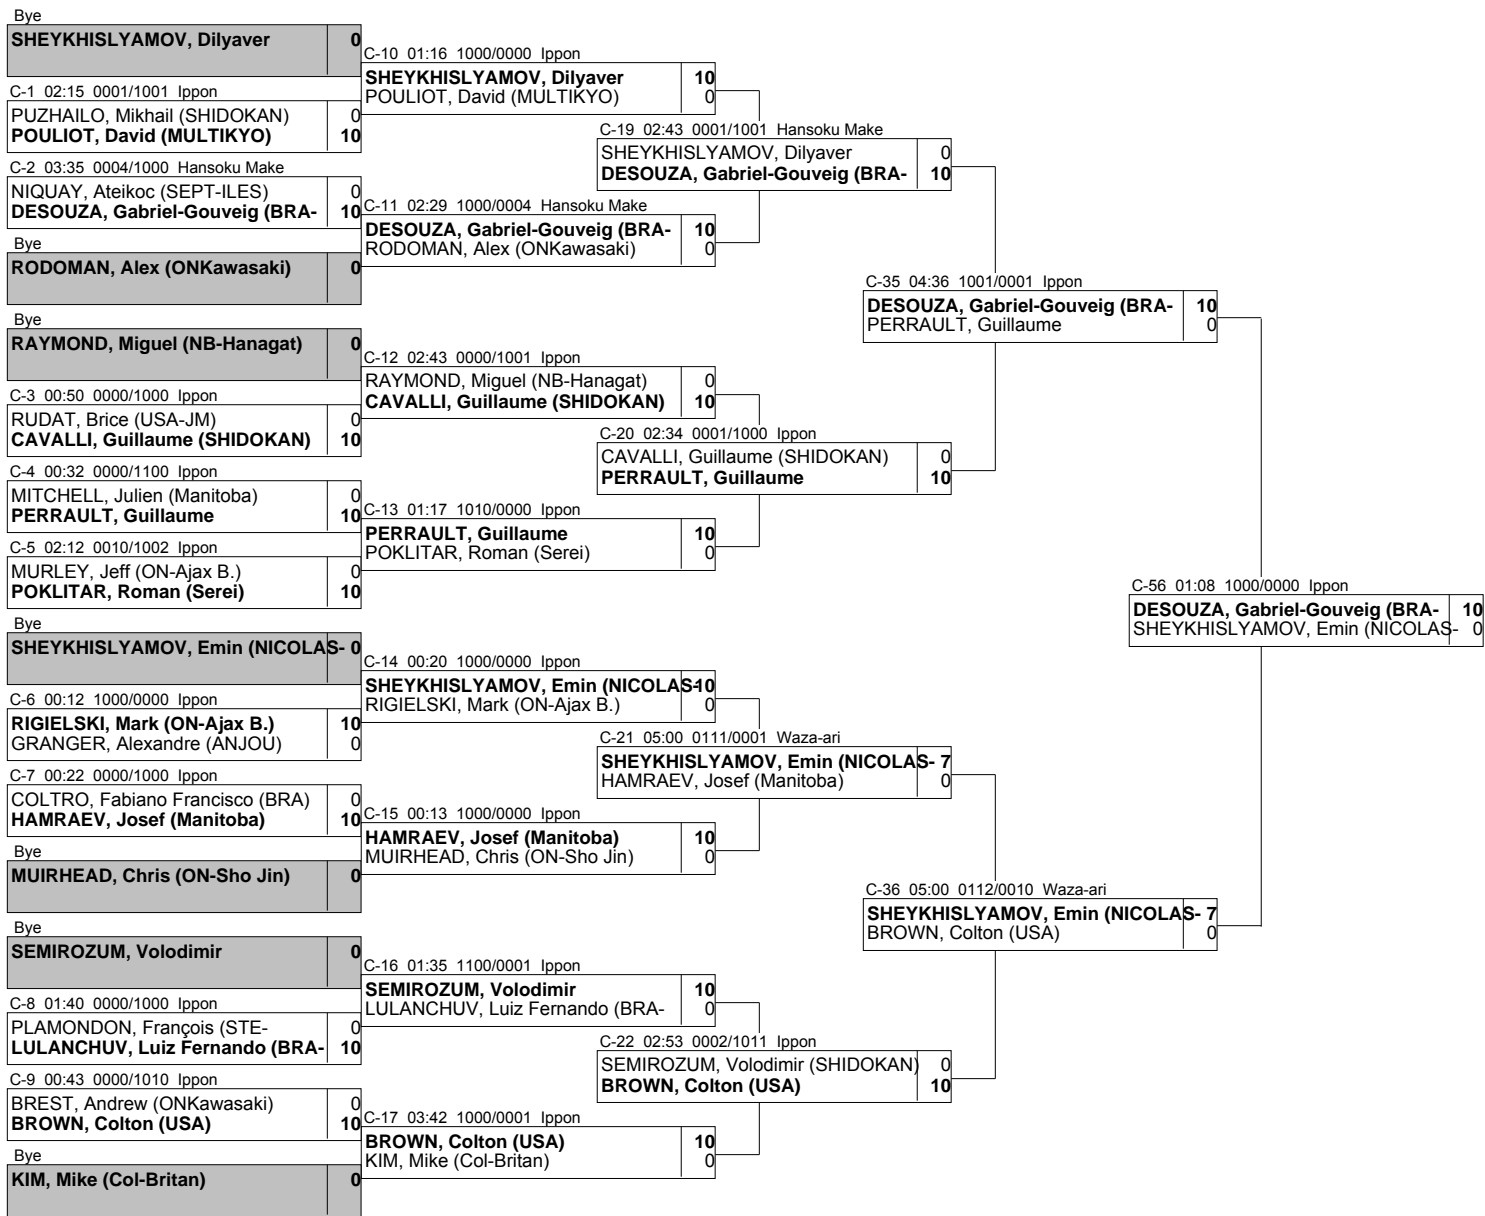 Bye
SHEYKHISLYAMOV, Dilyaver 0
C-1 02:15 0001/1001 Ippon
PUZHAILO, Mikhail (SHIDOKAN) 0
POULIOT, David (MULTIKYO) 10
C-2 03:35 0004/1000 Hansoku Make
NIQUAY, Ateikoc (SEPT-ILES) 0
DESOUZA, Gabriel-Gouveig (BRA- 10
Bye
RODOMAN, Alex (ONKawasaki) 0
Bye
RAYMOND, Miguel (NB-Hanagat) 0
C-3 00:50 0000/1000 Ippon
RUDAT, Brice (USA-JM) 0
CAVALLI, Guillaume (SHIDOKAN) 10
C-4 00:32 0000/1100 Ippon
MITCHELL, Julien (Manitoba) 0
PERRAULT, Guillaume 10
C-5 02:12 0010/1002 Ippon
MURLEY, Jeff (ON-Ajax B.) 0
POKLITAR, Roman (Serei) 10
Bye
SHEYKHISLYAMOV, Emin (NICOLAS- 0
C-6 00:12 1000/0000 Ippon
RIGIELSKI, Mark (ON-Ajax B.) 10
GRANGER, Alexandre (ANJOU) 0
C-7 00:22 0000/1000 Ippon
COLTRO, Fabiano Francisco (BRA) 0
HAMRAEV, Josef (Manitoba) 10
Bye
MUIRHEAD, Chris (ON-Sho Jin) 0
Bye
SEMIROZUM, Volodimir 0
C-8 01:40 0000/1000 Ippon
PLAMONDON, François (STE- 0
LULANCHUV, Luiz Fernando (BRA- 10
C-9 00:43 0000/1010 Ippon
BREST, Andrew (ONKawasaki) 0
BROWN, Colton (USA) 10
Bye
KIM, Mike (Col-Britan) 0
C-10 01:16 1000/0000 Ippon
SHEYKHISLYAMOV, Dilyaver 10
POULIOT, David (MULTIKYO) 0
C-11 02:29 1000/0004 Hansoku Make
DESOUZA, Gabriel-Gouveig (BRA- 10
RODOMAN, Alex (ONKawasaki) 0
C-12 02:43 0000/1001 Ippon
RAYMOND, Miguel (NB-Hanagat) 0
CAVALLI, Guillaume (SHIDOKAN) 10
C-13 01:17 1010/0000 Ippon
PERRAULT, Guillaume 10
POKLITAR, Roman (Serei) 0
C-14 00:20 1000/0000 Ippon
SHEYKHISLYAMOV, Emin (NICOLAS- 10
RIGIELSKI, Mark (ON-Ajax B.) 0
C-15 00:13 1000/0000 Ippon
HAMRAEV, Josef (Manitoba) 10
MUIRHEAD, Chris (ON-Sho Jin) 0
C-16 01:35 1100/0001 Ippon
SEMIROZUM, Volodimir 10
LULANCHUV, Luiz Fernando (BRA- 0
C-17 03:42 1000/0001 Ippon
BROWN, Colton (USA) 10
KIM, Mike (Col-Britan) 0
C-19 02:43 0001/1001 Hansoku Make
SHEYKHISLYAMOV, Dilyaver 0
DESOUZA, Gabriel-Gouveig (BRA- 10
C-20 02:34 0001/1000 Ippon
CAVALLI, Guillaume (SHIDOKAN) 0
PERRAULT, Guillaume 10
C-21 05:00 0111/0001 Waza-ari
SHEYKHISLYAMOV, Emin (NICOLAS- 7
HAMRAEV, Josef (Manitoba) 0
C-22 02:53 0002/1011 Ippon
SEMIROZUM, Volodimir (SHIDOKAN) 0
BROWN, Colton (USA) 10
C-35 04:36 1001/0001 Ippon
DESOUZA, Gabriel-Gouveig (BRA- 10
PERRAULT, Guillaume 0
C-36 05:00 0112/0010 Waza-ari
SHEYKHISLYAMOV, Emin (NICOLAS- 7
BROWN, Colton (USA) 0
C-56 01:08 1000/0000 Ippon
DESOUZA, Gabriel-Gouveig (BRA- 10
SHEYKHISLYAMOV, Emin (NICOLAS- 0